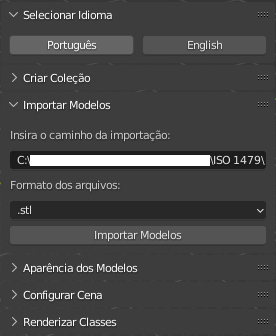 Selecionar Idioma
Português English
Criar Coleção
Importar Modelos
Insira o caminho da importação:
C:\ \ISO 1479\
Formato dos arquivos:
.stl
Importar Modelos
Aparência dos Modelos
Configurar Cena
Renderizar Classes